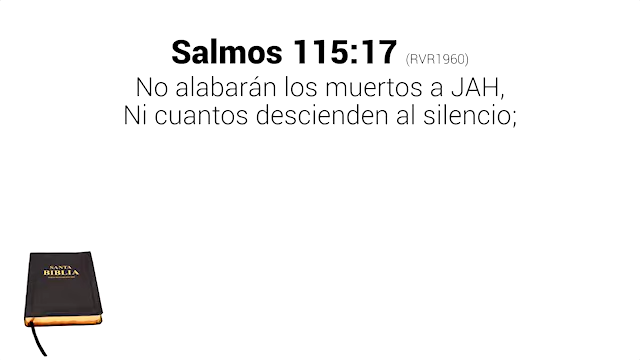 Salmos 115:17 (RVR1960)
No alabarán los muertos a JAH,
Ni cuantos descienden al silencio;
SANTA
BIBLIA